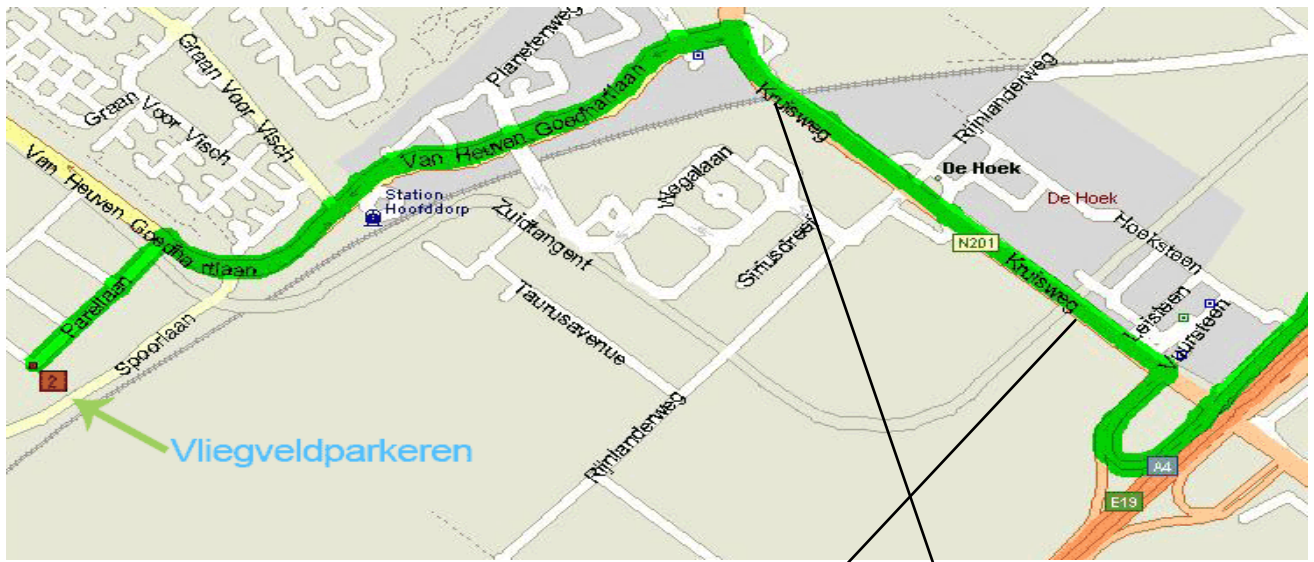 Planetenweg
Graan Voor Visch
Graan Voor Visch
Van Heuven Goedhartlaan
Kruisweg
Rijnlanderweg
De Hoek
De Hoek
Van Heuven Goedhartlaan
Station
Hoofddorp
Wegalaan
Zuidtangent
Siriusdreef
N201
Hoeksteen
Kruisweg
Leisteen
Vuursteen
Parellaan
Spoorlaan
Taurusavenue
2
Rijnlanderweg
Vliegveldparkeren
A4
E19